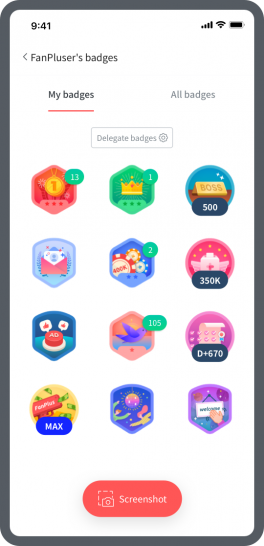 9:41
FanPluser's badges
My badges All badges
Delegate badges
1 13 1 BOSS 500
400K 2 350K
AD 105 D+670
FanPlus MAX welcome
Screenshot